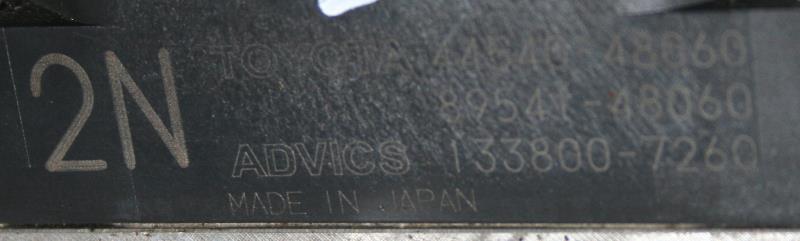 2N
TOYOTA 44540-48060
89541-48060
ADVICS 133800-7260
MADE IN JAPAN